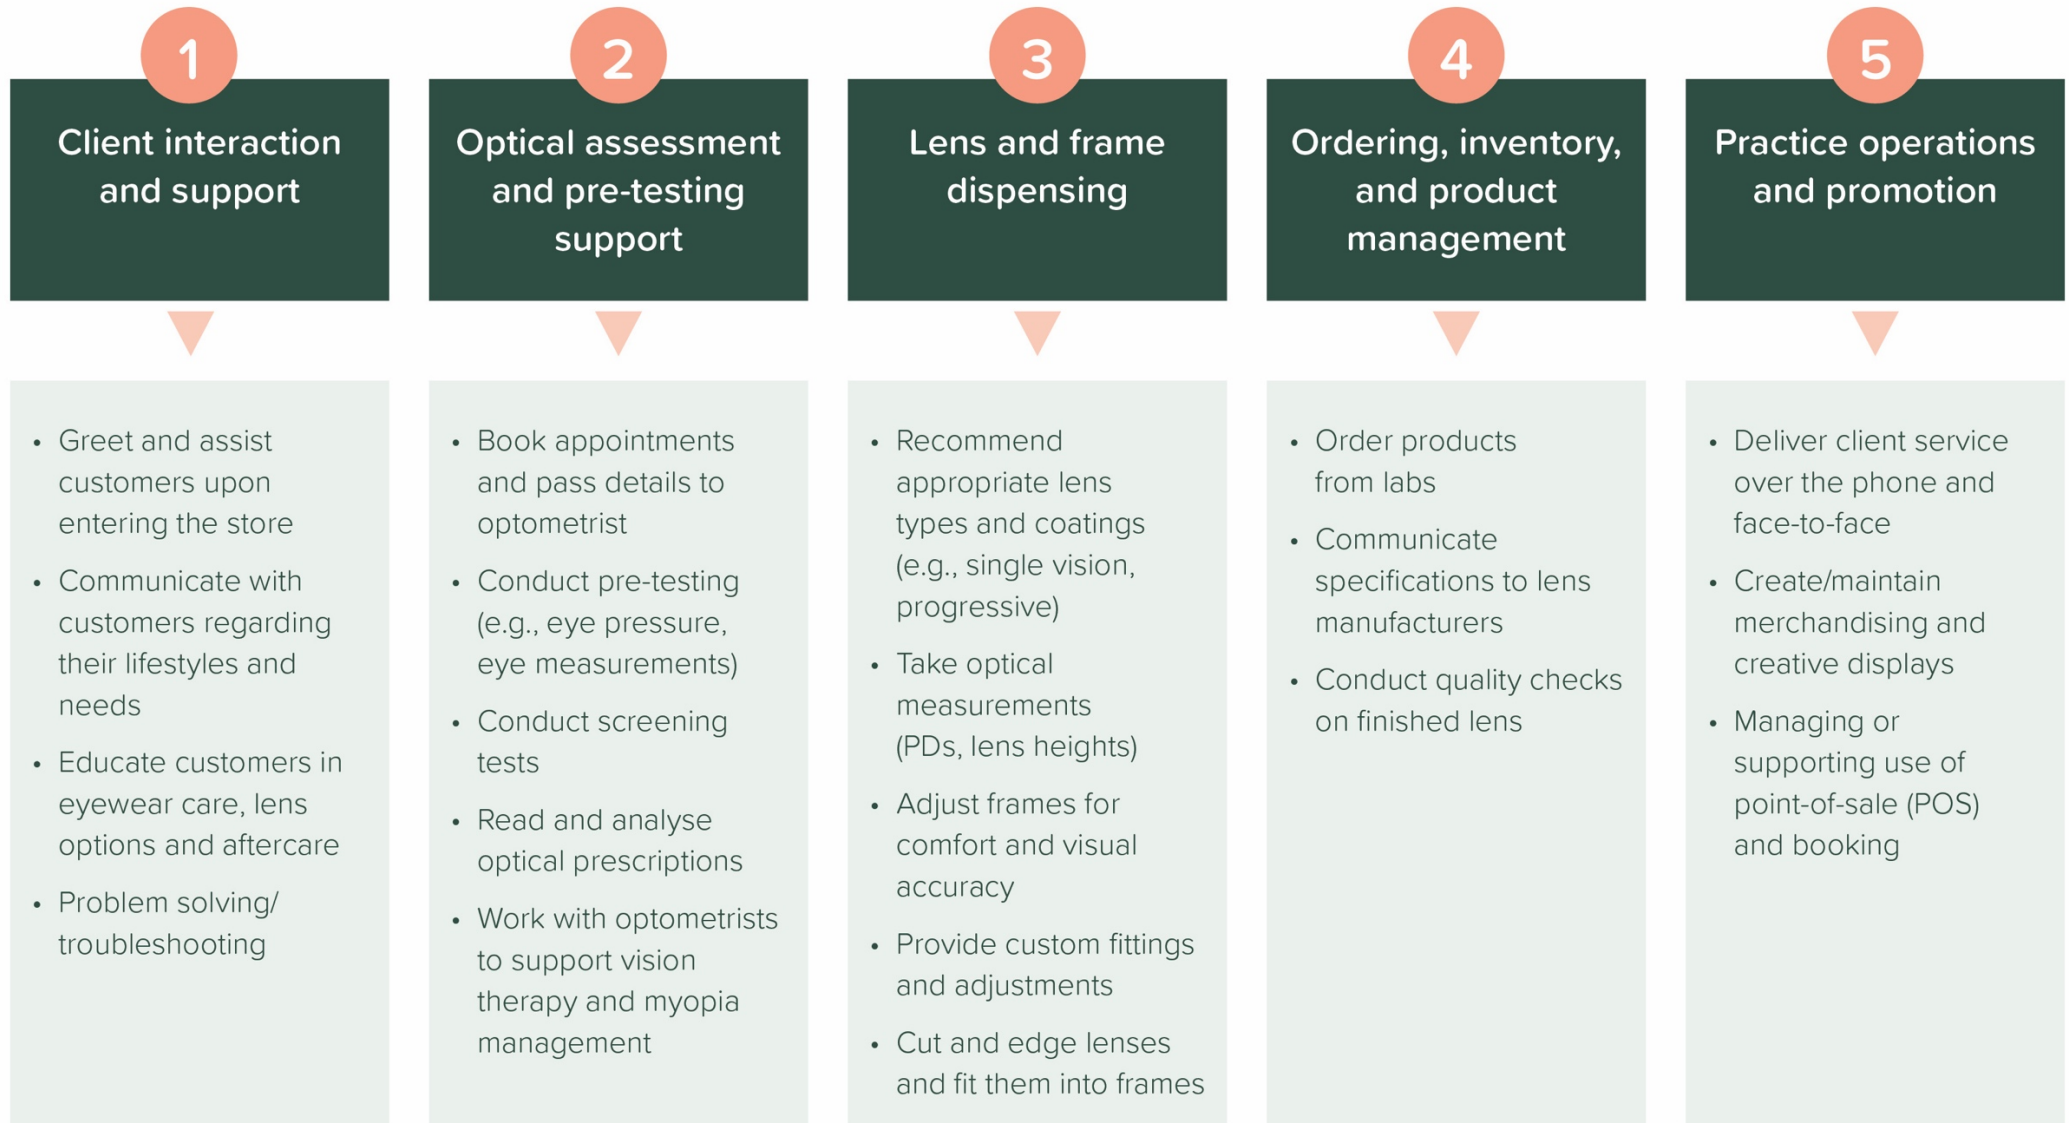 1
Client interaction
and support
• Greet and assist
customers upon
entering the store
• Communicate with
customers regarding
their lifestyles and
needs
• Educate customers in
eyewear care, lens
options and aftercare
• Problem solving/
troubleshooting
2
Optical assessment
and pre-testing
support
• Book appointments
and pass details to
optometrist
• Conduct pre-testing
(e.g., eye pressure,
eye measurements)
• Conduct screening
tests
• Read and analyse
optical prescriptions
• Work with optometrists
to support vision
therapy and myopia
management
3
Lens and frame
dispensing
• Recommend
appropriate lens
types and coatings
(e.g., single vision,
progressive)
• Take optical
measurements
(PDs, lens heights)
• Adjust frames for
comfort and visual
accuracy
• Provide custom fittings
and adjustments
• Cut and edge lenses
and fit them into frames
4
Ordering, inventory,
and product
management
• Order products
from labs
• Communicate
specifications to lens
manufacturers
• Conduct quality checks
on finished lens
5
Practice operations
and promotion
• Deliver client service
over the phone and
face-to-face
• Create/maintain
merchandising and
creative displays
• Managing or
supporting use of
point-of-sale (POS)
and booking